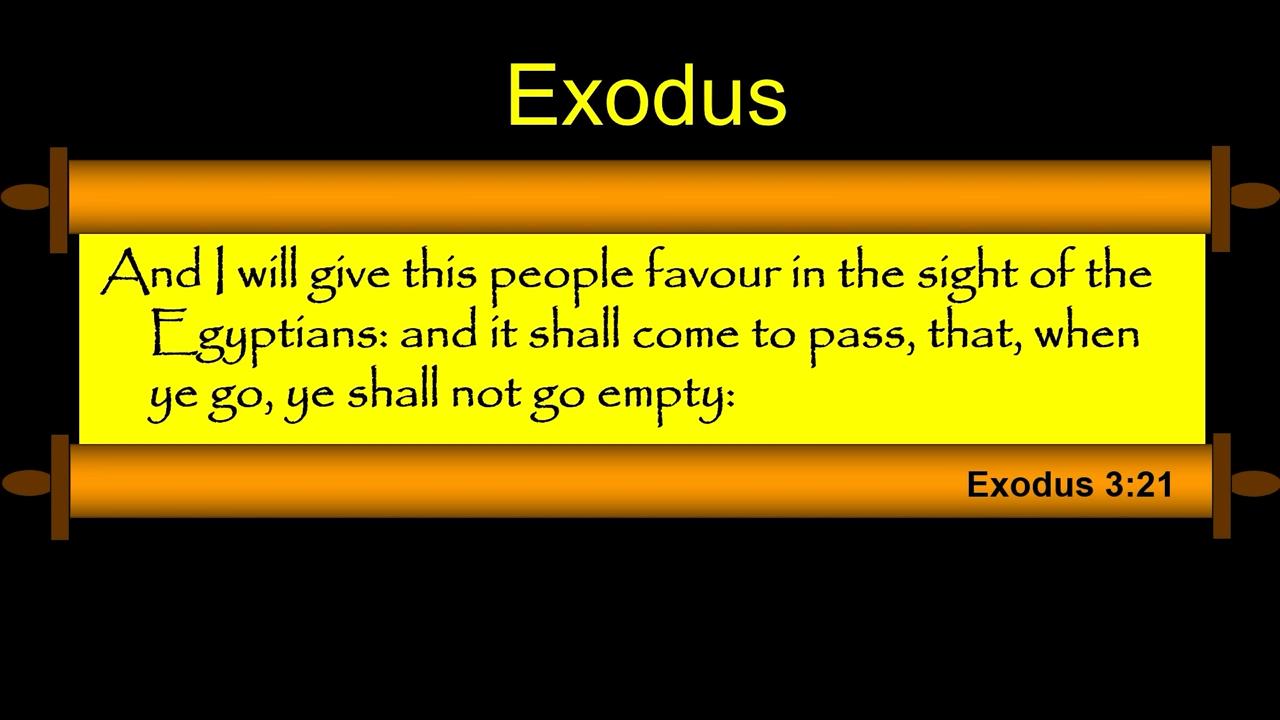 Exodus
And I will give this people favour in the sight of the
Egyptians: and it shall come to pass, that, when
ye go, ye shall not go empty:
Exodus 3:21